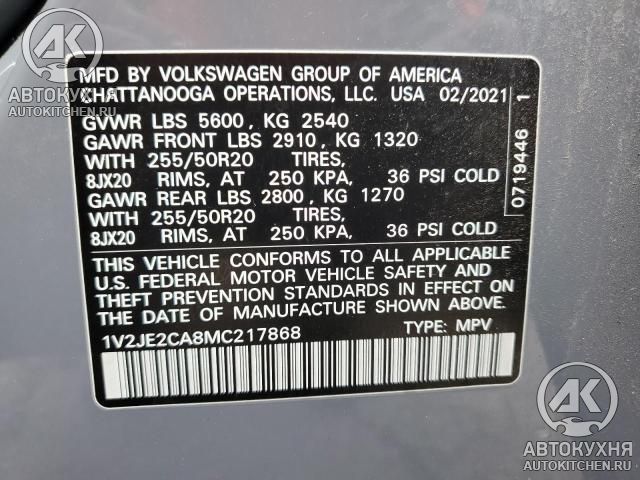 MFD BY VOLKSWAGEN GROUP OF AMERICA
CHATTANOOGA OPERATIONS, LLC. USA 02/2021
GVWR LBS 5600, KG 2540
GAWR FRONT LBS 2910, KG 1320
WITH 255/50R20 TIRES,
8JX20 RIMS, AT 250 KPA, 36 PSI COLD
GAWR REAR LBS 2800, KG 1270
WITH 255/50R20 TIRES,
8JX20 RIMS, AT 250 KPA, 36 PSI COLD
THIS VEHICLE CONFORMS TO ALL APPLICABLE
U.S. FEDERAL MOTOR VEHICLE SAFETY AND
THEFT PREVENTION STANDARDS IN EFFECT ON THE
DATE OF MANUFACTURE SHOWN ABOVE.
1V2JE2CA8MC217868 TYPE: MPV
0719446 1
АК
АВТОКУХНЯ
AUTOKITCHEN.RU
АК
АВТОКУХНЯ
AUTOKITCHEN.RU